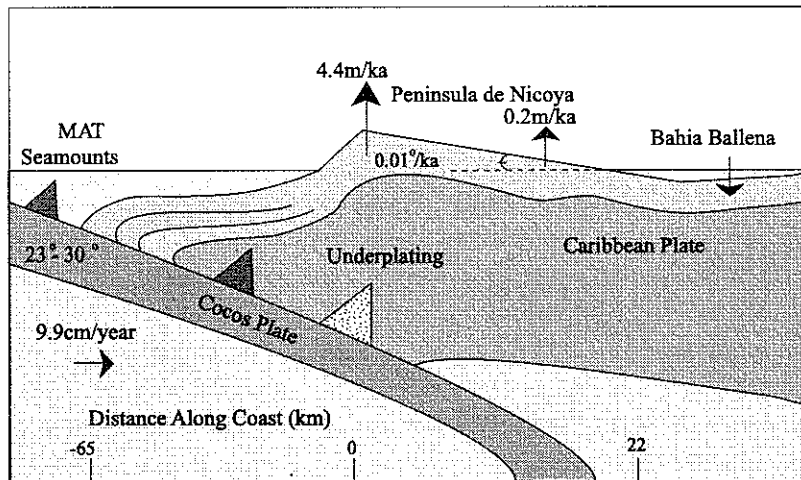 4.4m/ka
Peninsula de Nicoya
0.2m/ka
MAT
Seamounts
Bahia Ballena
0.01°/ka
23°- 30°
Underplating
Caribbean Plate
Cocos Plate
9.9cm/year
Distance Along Coast (km)
-65
0
22